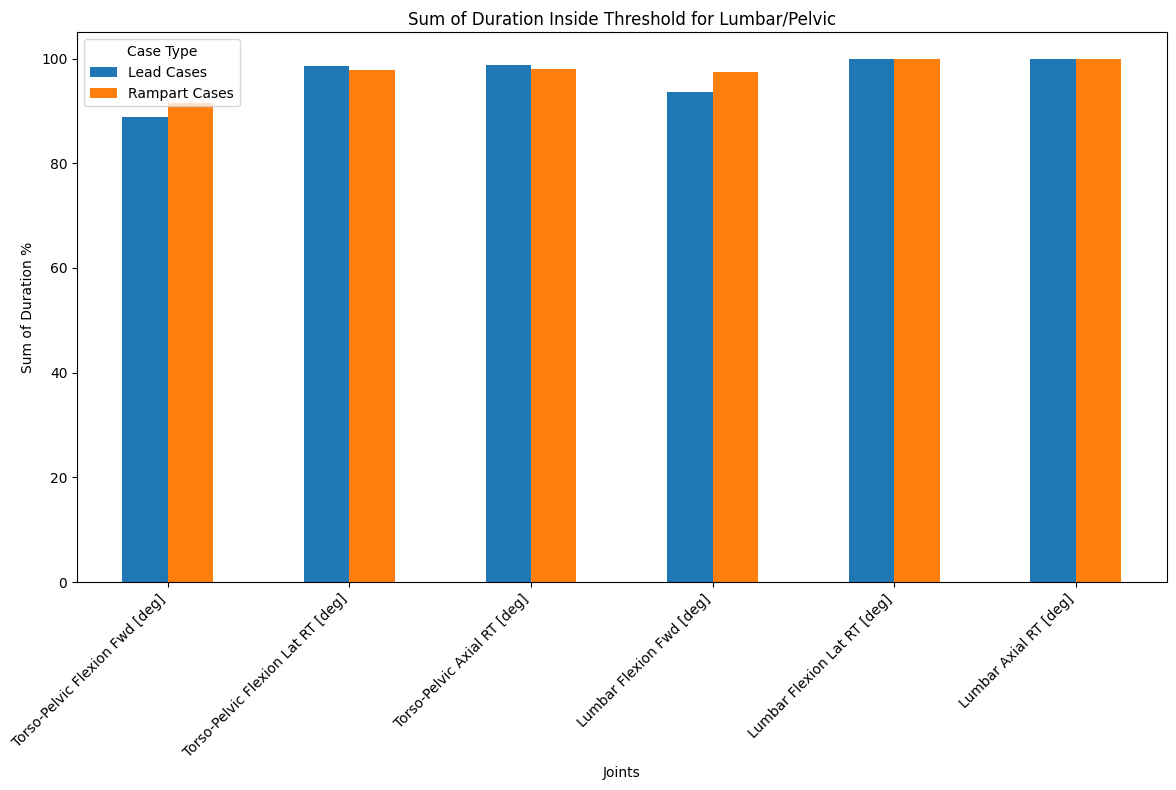 Sum of Duration Inside Threshold for Lumbar/Pelvic
Case Type
Lead Cases
Rampart Cases
100
80
60
40
20
0
Sum of Duration %
Torso-Pelvic Flexion Fwd [deg]
Torso-Pelvic Flexion Lat RT [deg]
Torso-Pelvic Axial RT [deg]
Lumbar Flexion Fwd [deg]
Lumbar Flexion Lat RT [deg]
Lumbar Axial RT [deg]
Joints